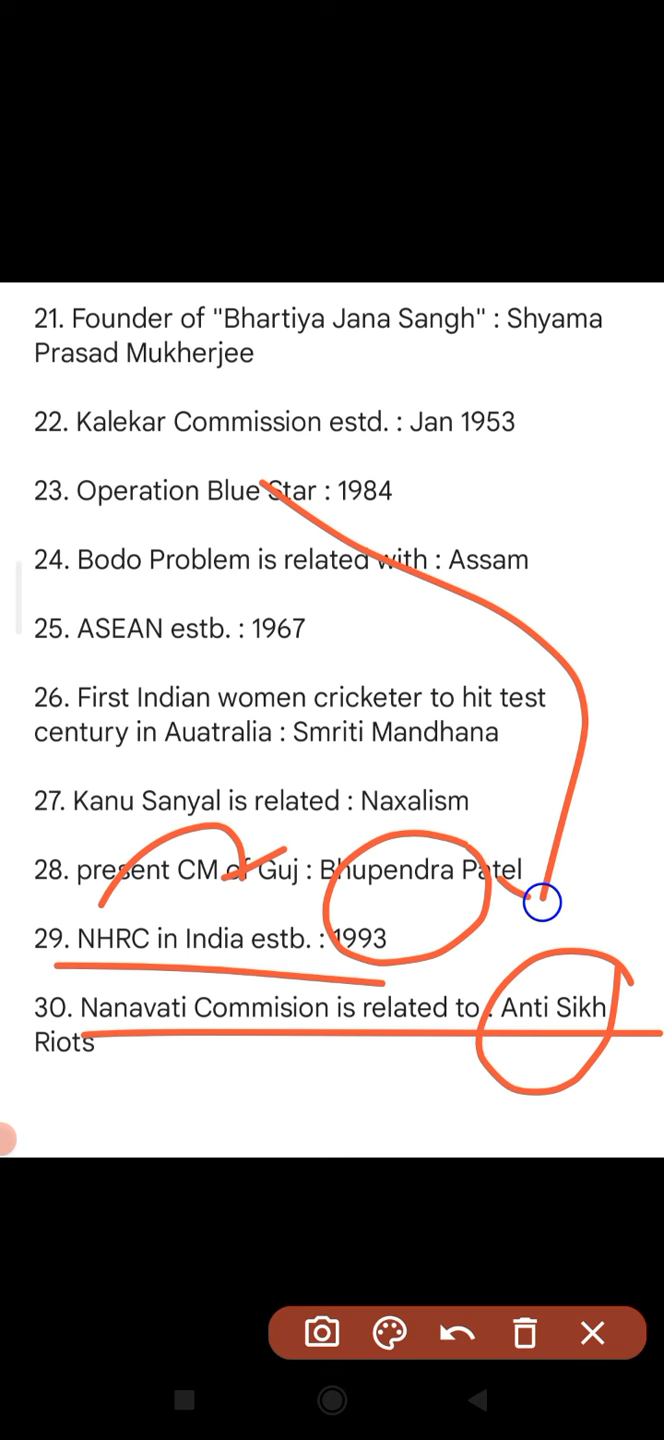 21. Founder of "Bhartiya Jana Sangh" : Shyama
Prasad Mukherjee
22. Kalekar Commission estd. : Jan 1953
23. Operation Blue Star : 1984
24. Bodo Problem is related with : Assam
25. ASEAN estb. : 1967
26. First Indian women cricketer to hit test
century in Auatralia : Smriti Mandhana
27. Kanu Sanyal is related : Naxalism
28. present CM of Guj : Bhupendra Patel
29. NHRC in India estb. : 1993
30. Nanavati Commision is related to : Anti Sikh
Riots